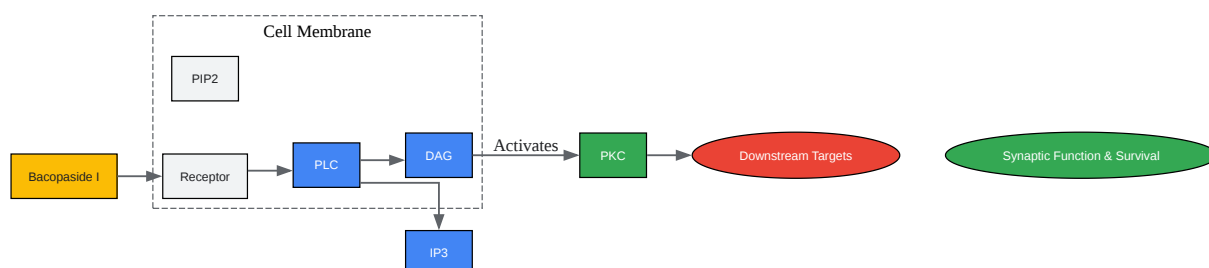 Cell Membrane
PIP2
Bacopaside I
Receptor
PLC
DAG
Activates
PKC
Downstream Targets
Synaptic Function & Survival
IP3